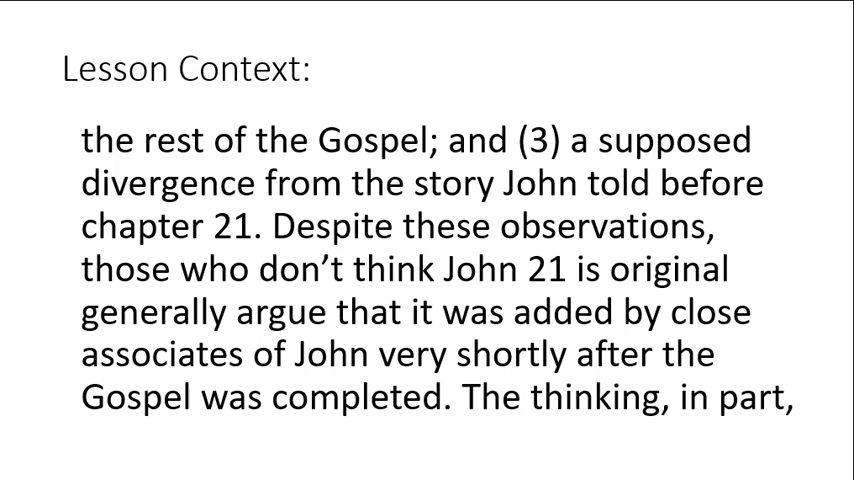 Lesson Context:
the rest of the Gospel; and (3) a supposed
divergence from the story John told before
chapter 21. Despite these observations,
those who don’t think John 21 is original
generally argue that it was added by close
associates of John very shortly after the
Gospel was completed. The thinking, in part,